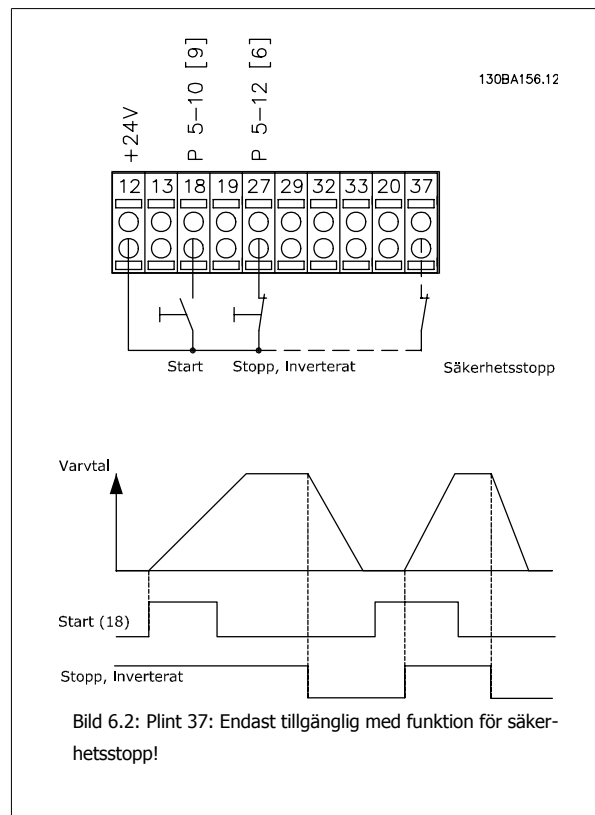 130BA156.12
+24V
P 5-10 [9]
P 5-12 [6]
12 13 18 19 27 29 32 33 20 37
Start Stopp, Inverterat Säkerhetsstopp
Varvtal
Start (18)
Stopp, Inverterat
Bild 6.2: Plint 37: Endast tillgänglig med funktion för säker-
hetsstopp!